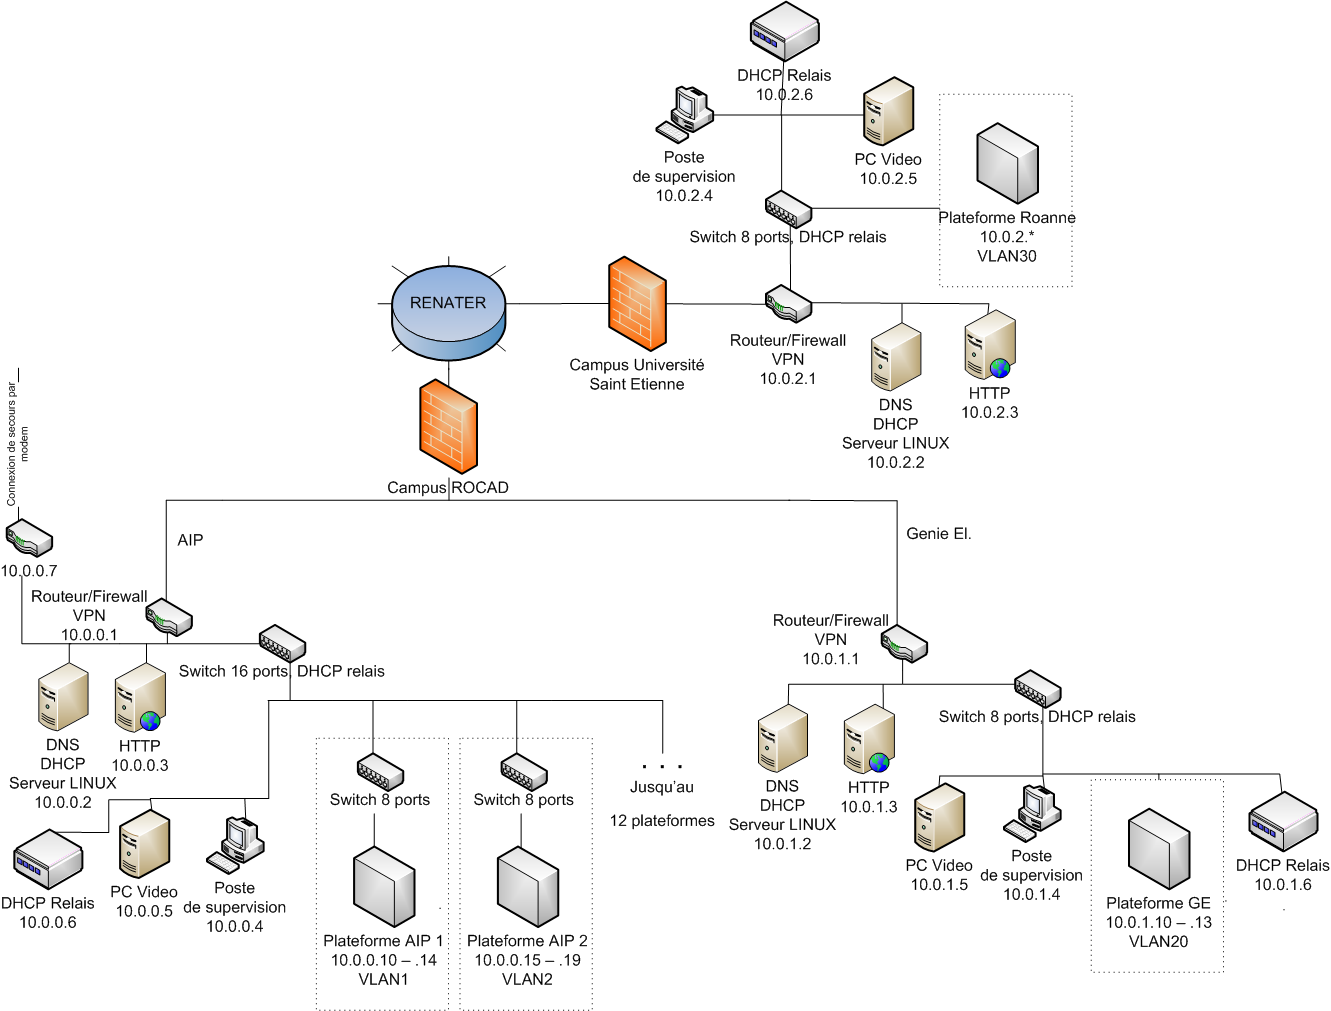 DHCP Relais
10.0.2.6
Poste
de supervision
10.0.2.4
PC Video
10.0.2.5
Plateforme Roanne
10.0.2.*
VLAN30
Switch 8 ports, DHCP relais
RENATER
Campus Université
Saint Etienne
Routeur/Firewall
VPN
10.0.2.1
DNS
DHCP
Serveur LINUX
10.0.2.2
HTTP
10.0.2.3
Connexion de secours par
modem
Campus ROCAD
AIP
Genie El.
10.0.0.7
Routeur/Firewall
VPN
10.0.0.1
Switch 16 ports, DHCP relais
DNS
DHCP
Serveur LINUX
10.0.0.2
HTTP
10.0.0.3
DHCP Relais
10.0.0.6
PC Video
10.0.0.5
Poste
de supervision
10.0.0.4
Switch 8 ports
Plateforme AIP 1
10.0.0.10 – .14
VLAN1
Switch 8 ports
Plateforme AIP 2
10.0.0.15 – .19
VLAN2
. . .
Jusqu'au
12 plateformes
Routeur/Firewall
VPN
10.0.1.1
Switch 8 ports, DHCP relais
DNS
DHCP
Serveur LINUX
10.0.1.2
HTTP
10.0.1.3
PC Video
10.0.1.5
Poste
de supervision
10.0.1.4
Plateforme GE
10.0.1.10 – .13
VLAN20
DHCP Relais
10.0.1.6